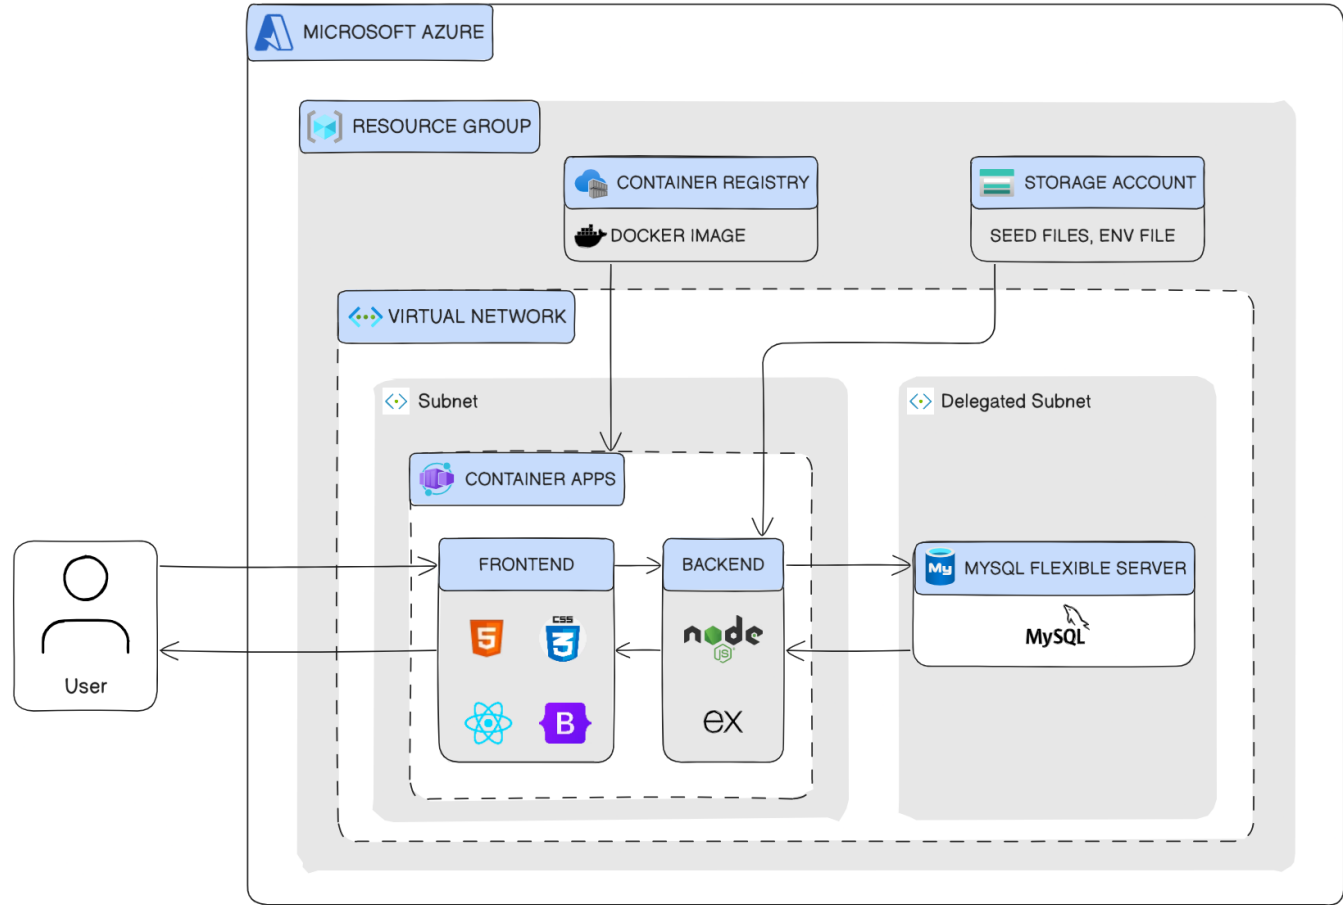 MICROSOFT AZURE
RESOURCE GROUP
CONTAINER REGISTRY
DOCKER IMAGE
STORAGE ACCOUNT
SEED FILES, ENV FILE
VIRTUAL NETWORK
Subnet
Delegated Subnet
CONTAINER APPS
User
FRONTEND
5
CSS
3
B
BACKEND
node
JS
ex
My
MYSQL FLEXIBLE SERVER
MySQL